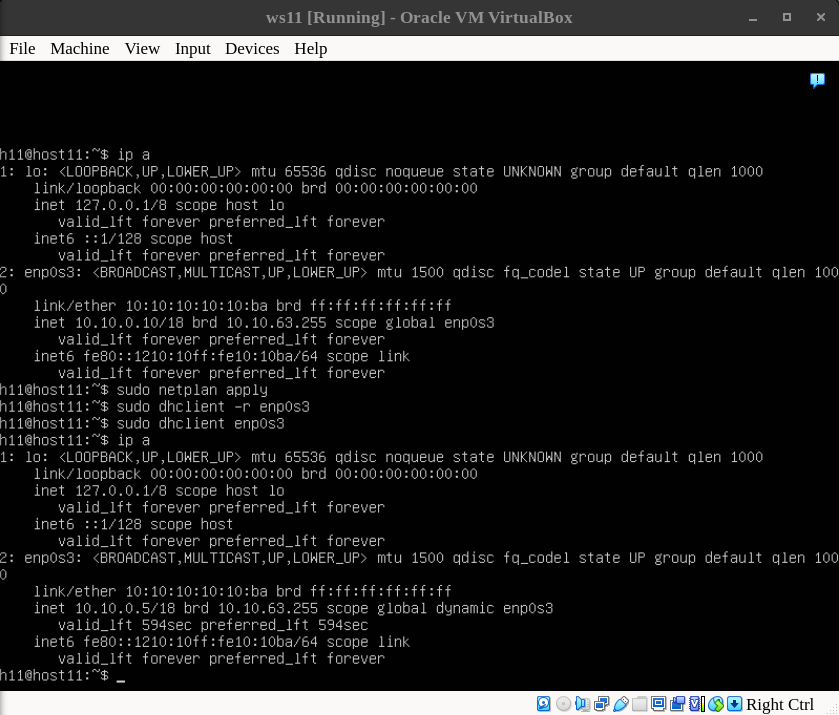 ws11 [Running] - Oracle VM VirtualBox
File Machine View Input Devices Help
h11@host11:~$ ip a
1: lo: <LOOPBACK,UP,LOWER_UP> mtu 65536 qdisc noqueue state UNKNOWN group default qlen 1000
link/loopback 00:00:00:00:00:00 brd 00:00:00:00:00:00
inet 127.0.0.1/8 scope host lo
valid_lft forever preferred_lft forever
inet6 ::1/128 scope host
valid_lft forever preferred_lft forever
2: enp0s3: <BROADCAST,MULTICAST,UP,LOWER_UP> mtu 1500 qdisc fq_codel state UP group default qlen 100
0
link/ether 10:10:10:10:10:ba brd ff:ff:ff:ff:ff:ff
inet 10.10.0.10/18 brd 10.10.63.255 scope global enp0s3
valid_lft forever preferred_lft forever
inet6 fe80::1210:10ff:fe10:10ba/64 scope link
valid_lft forever preferred_lft forever
h11@host11:~$ sudo netplan apply
h11@host11:~$ sudo dhclient -r enp0s3
h11@host11:~$ sudo dhclient enp0s3
h11@host11:~$ ip a
1: lo: <LOOPBACK,UP,LOWER_UP> mtu 65536 qdisc noqueue state UNKNOWN group default qlen 1000
link/loopback 00:00:00:00:00:00 brd 00:00:00:00:00:00
inet 127.0.0.1/8 scope host lo
valid_lft forever preferred_lft forever
inet6 ::1/128 scope host
valid_lft forever preferred_lft forever
2: enp0s3: <BROADCAST,MULTICAST,UP,LOWER_UP> mtu 1500 qdisc fq_codel state UP group default qlen 100
0
link/ether 10:10:10:10:10:ba brd ff:ff:ff:ff:ff:ff
inet 10.10.0.5/18 brd 10.10.63.255 scope global dynamic enp0s3
valid_lft 594sec preferred_lft 594sec
inet6 fe80::1210:10ff:fe10:10ba/64 scope link
valid_lft forever preferred_lft forever
h11@host11:~$ _
Right Ctrl